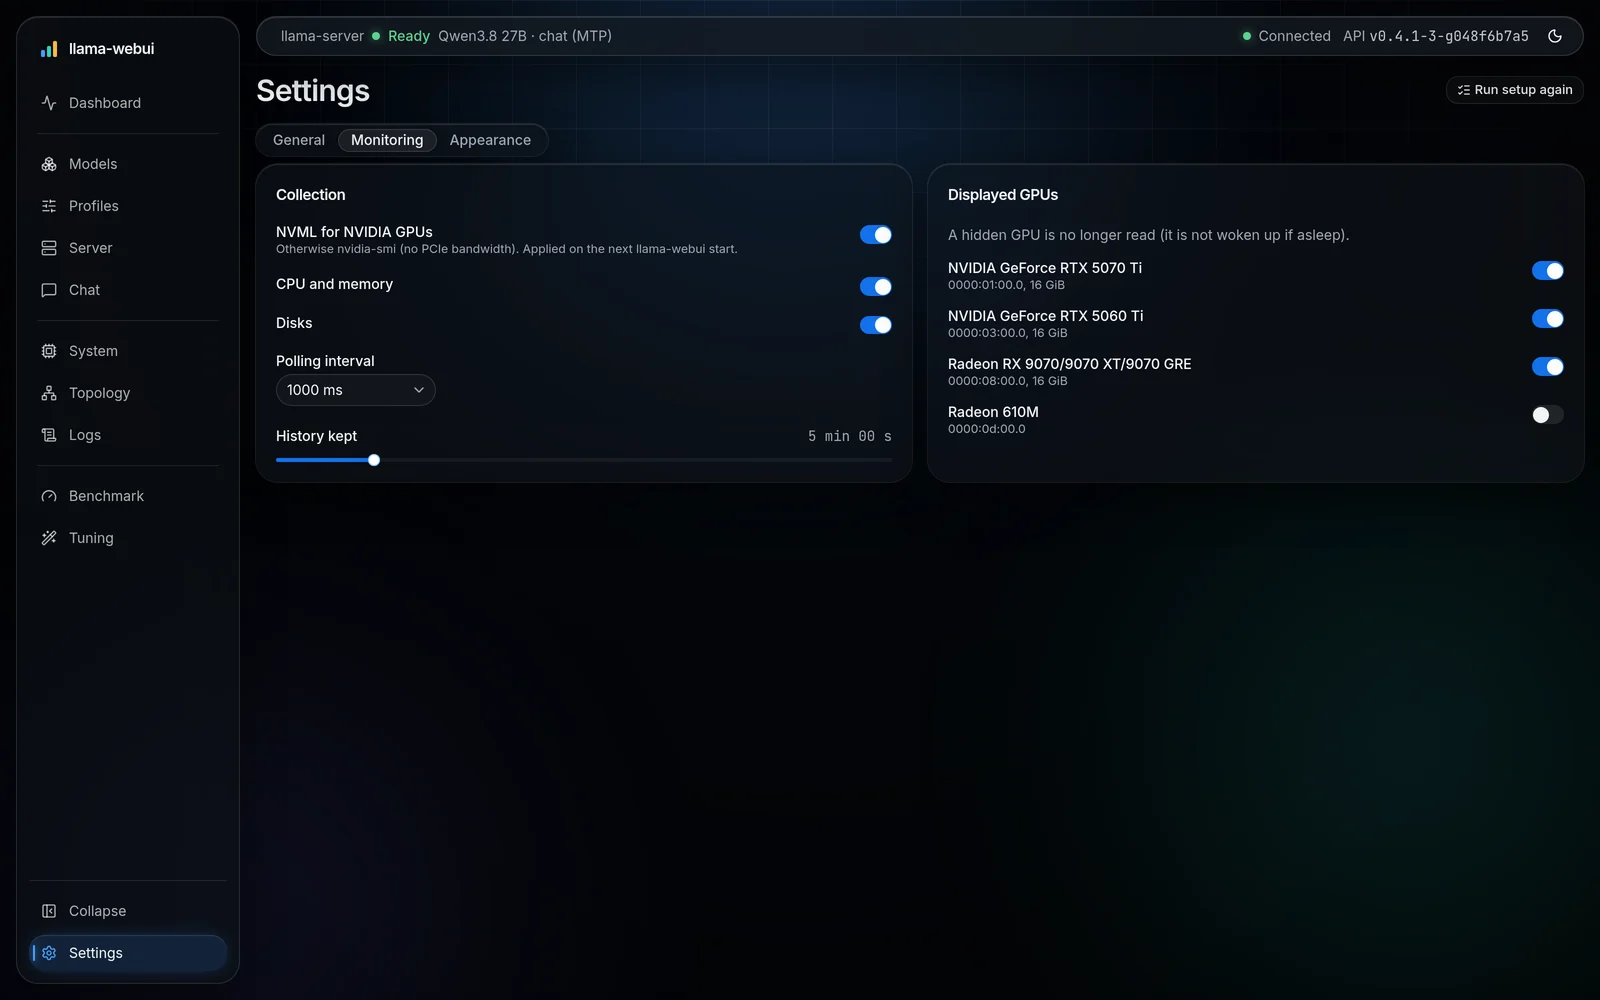 llama-webui
Dashboard
Models
Profiles
Server
Chat
System
Topology
Logs
Benchmark
Tuning
Collapse
Settings
llama-server Ready Qwen3.8 27B · chat (MTP)
Connected API v0.4.1-3-g048f6b7a5
Settings
Run setup again
General Monitoring Appearance
Collection
NVML for NVIDIA GPUs
Otherwise nvidia-smi (no PCIe bandwidth). Applied on the next llama-webui start.
CPU and memory
Disks
Polling interval
1000 ms
History kept 5 min 00 s
Displayed GPUs
A hidden GPU is no longer read (it is not woken up if asleep).
NVIDIA GeForce RTX 5070 Ti
0000:01:00.0, 16 GiB
NVIDIA GeForce RTX 5060 Ti
0000:03:00.0, 16 GiB
Radeon RX 9070/9070 XT/9070 GRE
0000:08:00.0, 16 GiB
Radeon 610M
0000:0d:00.0